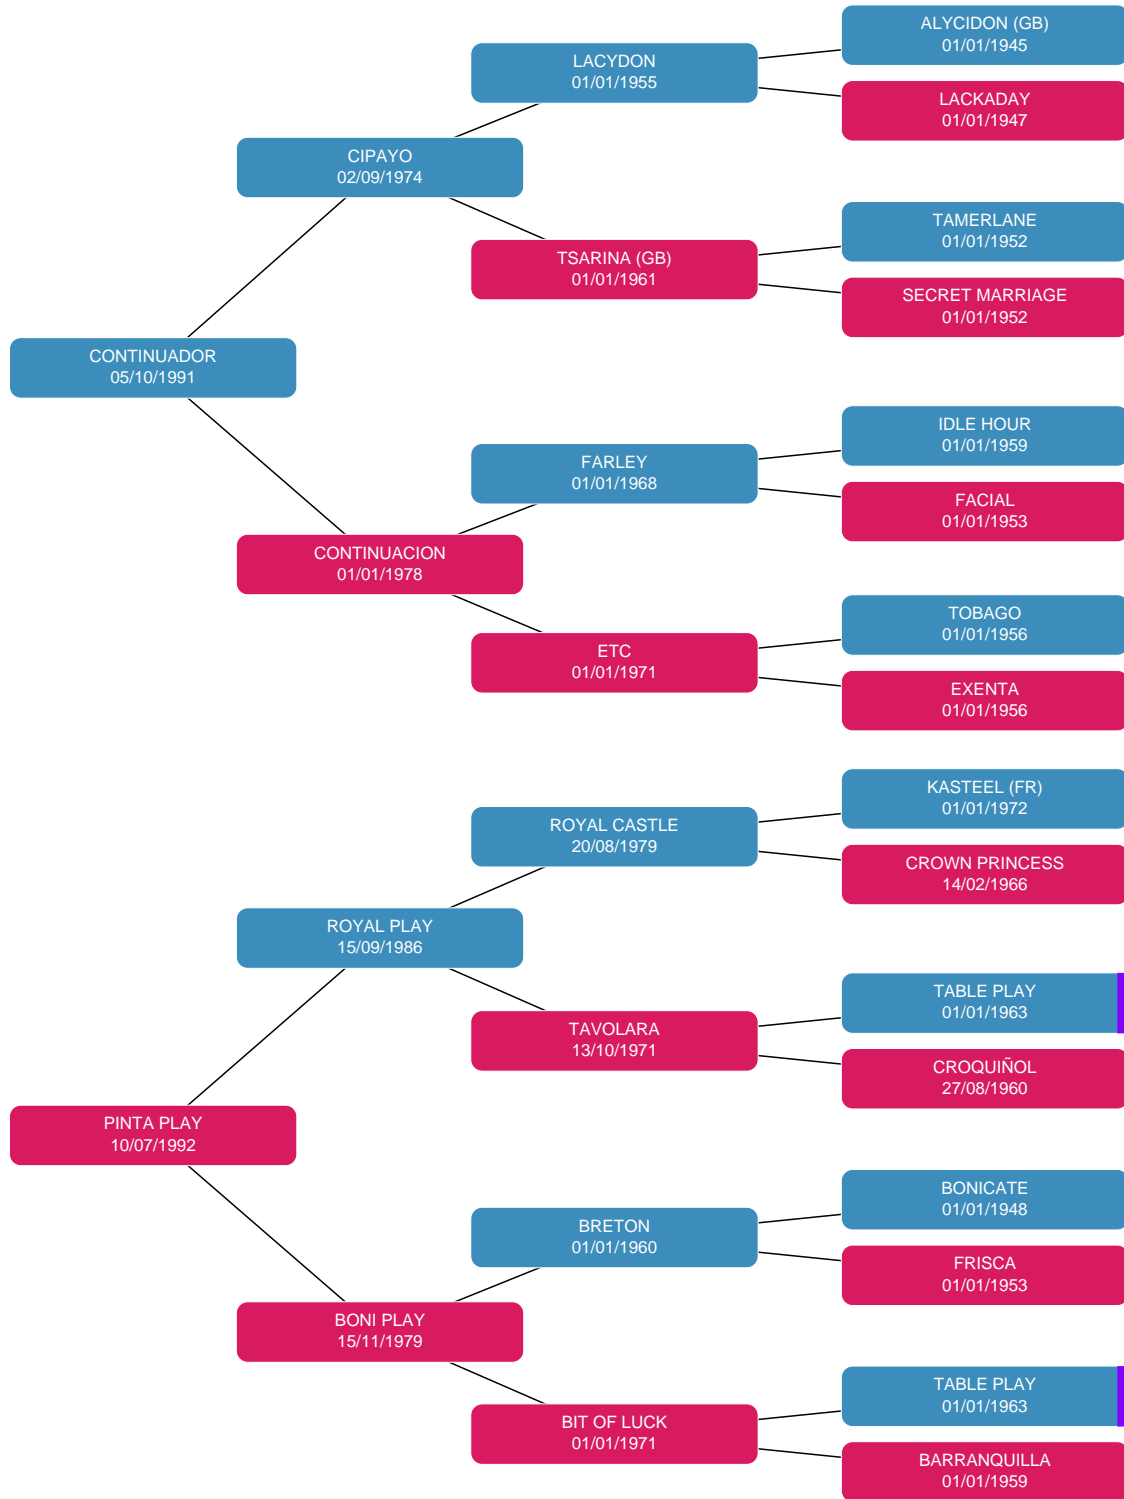 ALYCIDON (GB)
01/01/1945
LACYDON
01/01/1955
LACKADAY
01/01/1947
CIPAYO
02/09/1974
TAMERLANE
01/01/1952
TSARINA (GB)
01/01/1961
SECRET MARRIAGE
01/01/1952
CONTINUADOR
05/10/1991
IDLE HOUR
01/01/1959
FARLEY
01/01/1968
FACIAL
01/01/1953
CONTINUACION
01/01/1978
TOBAGO
01/01/1956
ETC
01/01/1971
EXENTA
01/01/1956
KASTEEL (FR)
01/01/1972
ROYAL CASTLE
20/08/1979
CROWN PRINCESS
14/02/1966
ROYAL PLAY
15/09/1986
TABLE PLAY
01/01/1963
TAVOLARA
13/10/1971
CROQUIÑOL
27/08/1960
PINTA PLAY
10/07/1992
BONICATE
01/01/1948
BRETON
01/01/1960
FRISCA
01/01/1953
BONI PLAY
15/11/1979
TABLE PLAY
01/01/1963
BIT OF LUCK
01/01/1971
BARRANQUILLA
01/01/1959